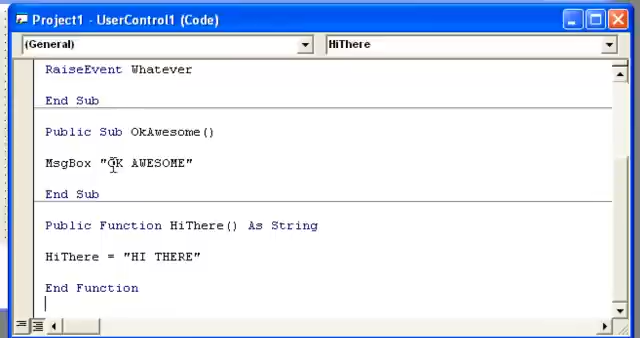 Project1 - UserControl1 (Code)
(General) HiThere
RaiseEvent Whatever
End Sub
Public Sub OkAwesome()
MsgBox "OK AWESOME"
End Sub
Public Function HiThere() As String
HiThere = "HI THERE"
End Function